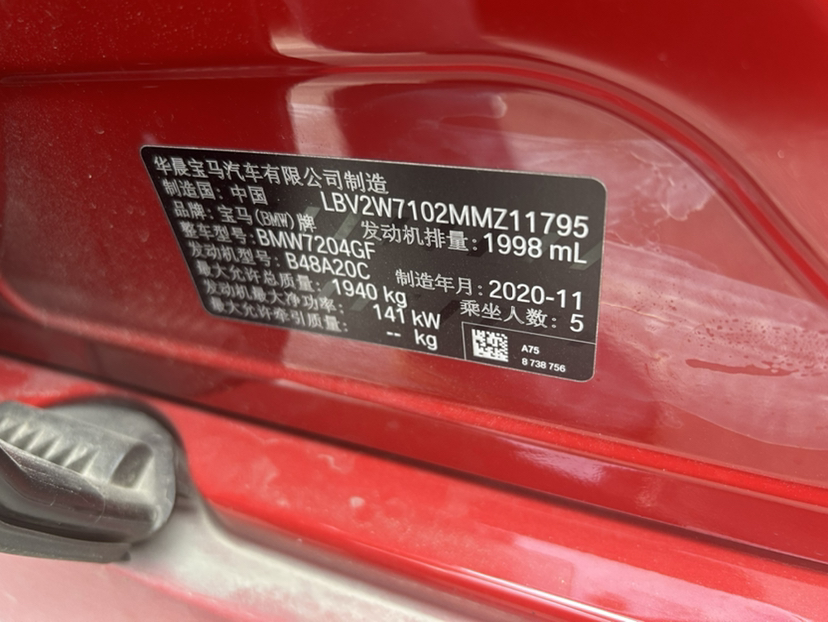 华晨宝马汽车有限公司制造
制造国：中国 LBV2W7102MMZ11795
品牌：宝马(BMW)牌 发动机排量：1998 mL
整车型号：BMW7204GF
发动机型号：B48A20C 制造年月：2020-11
最大允许总质量：1940 kg 乘坐人数：5
发动机最大净功率：141 kW
最大允许牵引质量：-- kg
A75
8 738 756